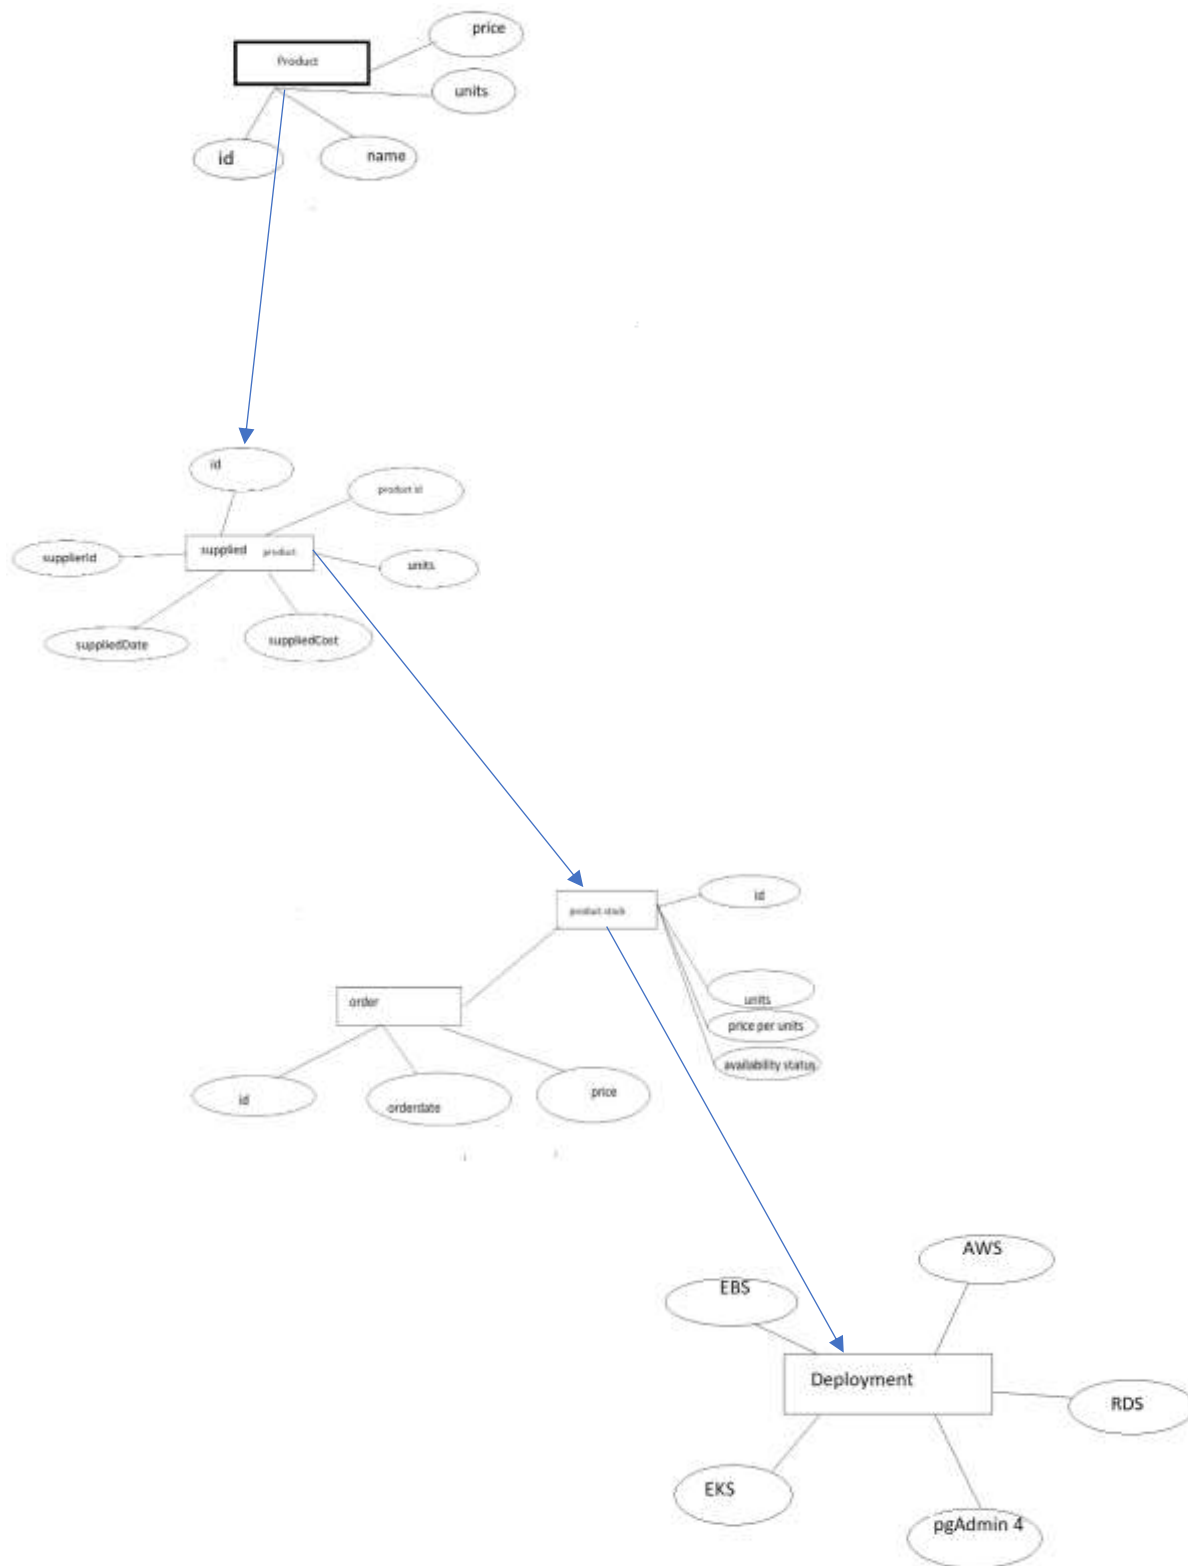 price
Product
units
id
name
id
product id
supplied product
supplierId
units
suppliedDate
suppliedCost
id
product stock
order
units
price per units
availability status
id
orderdate
price
AWS
EBS
Deployment
RDS
EKS
pgAdmin 4